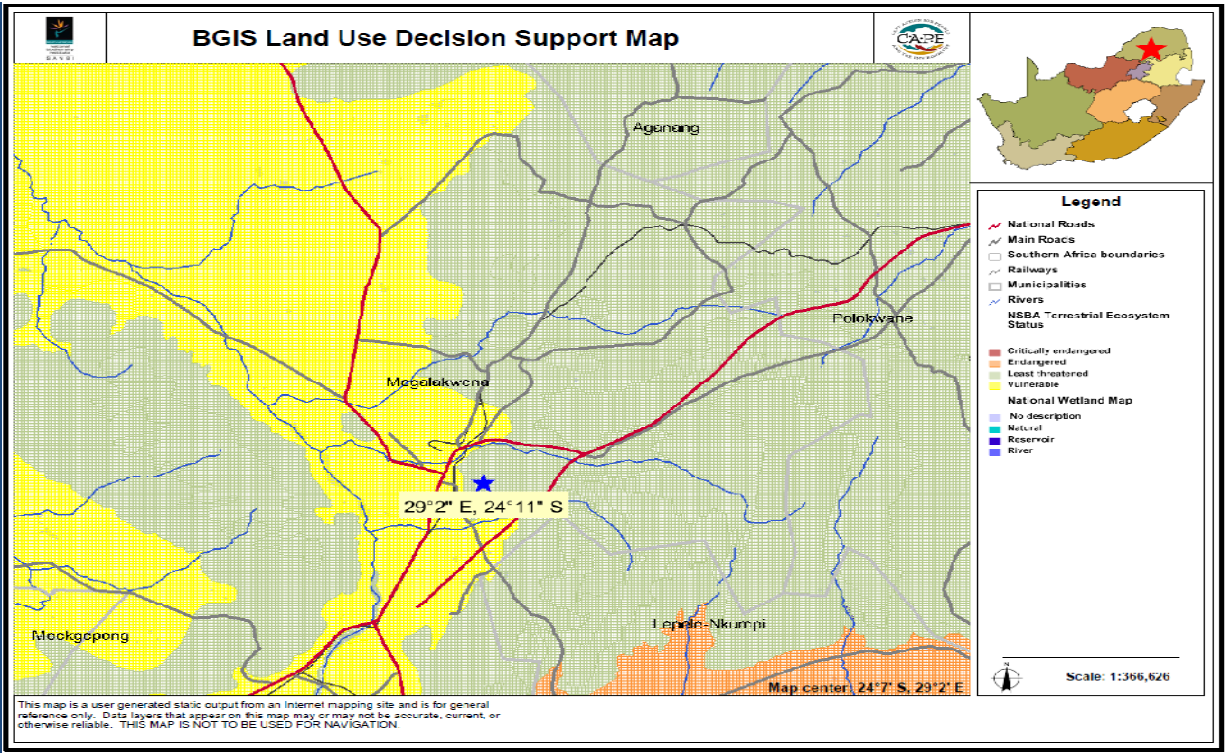 BGIS Land Use Decision Support Map
SANBI
C.A.P.E
Aganang
Polokwane
Mogalakwena
29°2" E, 24°11" S
Mookgopong
Lepele-Nkumpi
Map center: 24°7' S, 29°2' E
Legend
National Roads
Main Roads
Southern Africa boundaries
Railways
Municipalities
Rivers
NSBA Terrestrial Ecosystem
Status
Critically endangered
Endangered
Least threatened
Vulnerable
National Wetland Map
No description
Natural
Reservoir
River
N
Scale: 1:366,626
This map is a user generated static output from an Internet mapping site and is for general
reference only. Data layers that appear on this map may or may not be accurate, current, or
otherwise reliable. THIS MAP IS NOT TO BE USED FOR NAVIGATION.